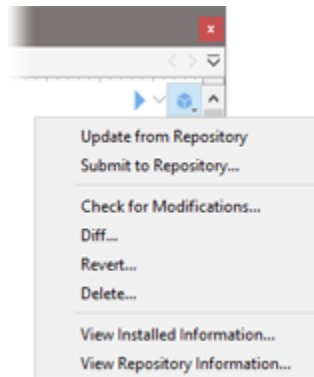 Update from Repository
Submit to Repository...
Check for Modifications...
Diff...
Revert...
Delete...
View Installed Information...
View Repository Information...